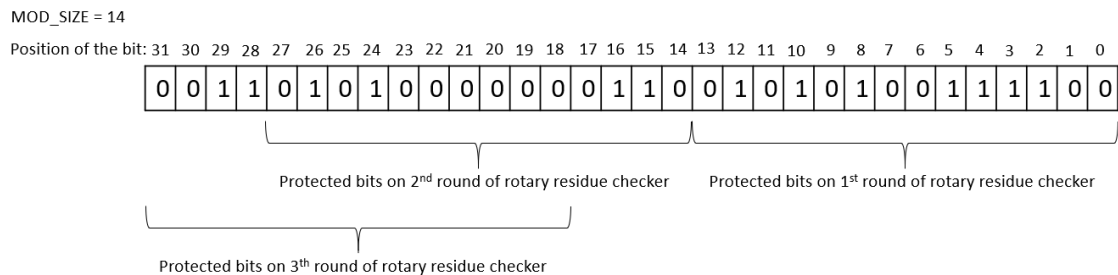 MOD_SIZE = 14
Position of the bit: 31 30 29 28 27 26 25 24 23 22 21 20 19 18 17 16 15 14 13 12 11 10 9 8 7 6 5 4 3 2 1 0
0 0 1 1 0 1 0 1 0 0 0 0 0 0 0 1 1 0 0 1 0 1 0 1 0 0 1 1 1 1 0 0
Protected bits on 2nd round of rotary residue checker Protected bits on 1st round of rotary residue checker
Protected bits on 3th round of rotary residue checker